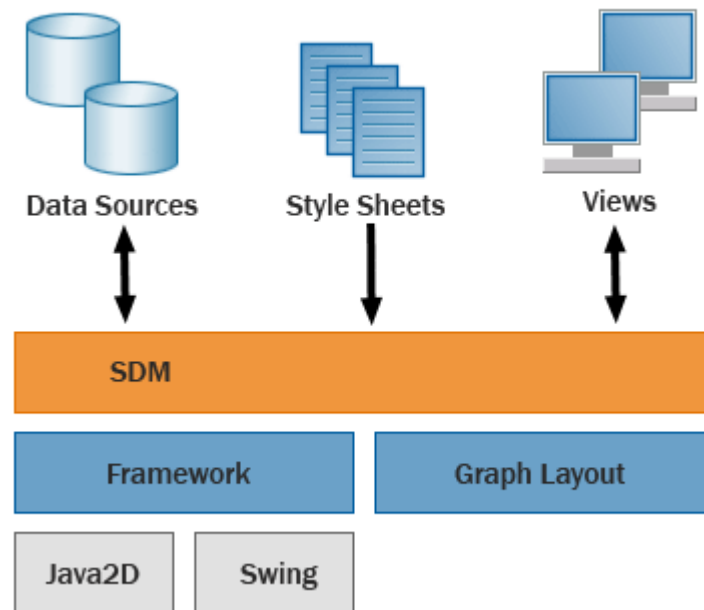 Data Sources
Style Sheets
Views
SDM
Framework
Graph Layout
Java2D
Swing